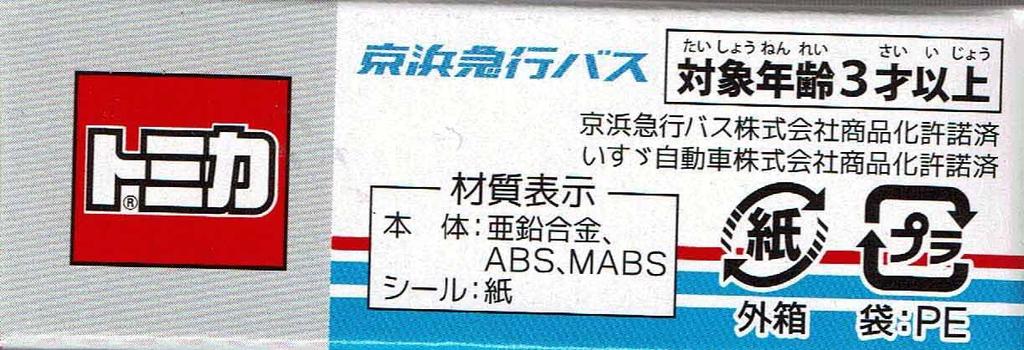 トミカ®
京浜急行バス
たいしょうねんれい さいいじょう
対象年齢3才以上
京浜急行バス株式会社商品化許諾済
いすゞ自動車株式会社商品化許諾済
材質表示
本 体:亜鉛合金、
ABS、MABS
シール:紙
紙
外箱
プラ
袋:PE